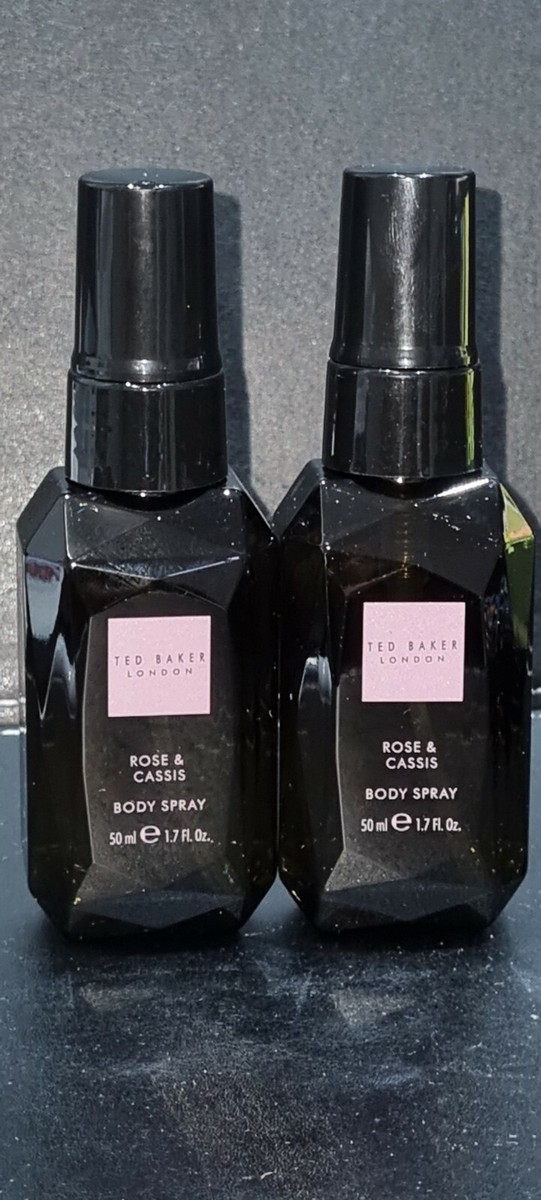 TED BAKER
LONDON
ROSE &
CASSIS
BODY SPRAY
50 ml e 1.7 Fl. Oz.
TED BAKER
LONDON
ROSE &
CASSIS
BODY SPRAY
50 ml e 1.7 Fl. Oz.